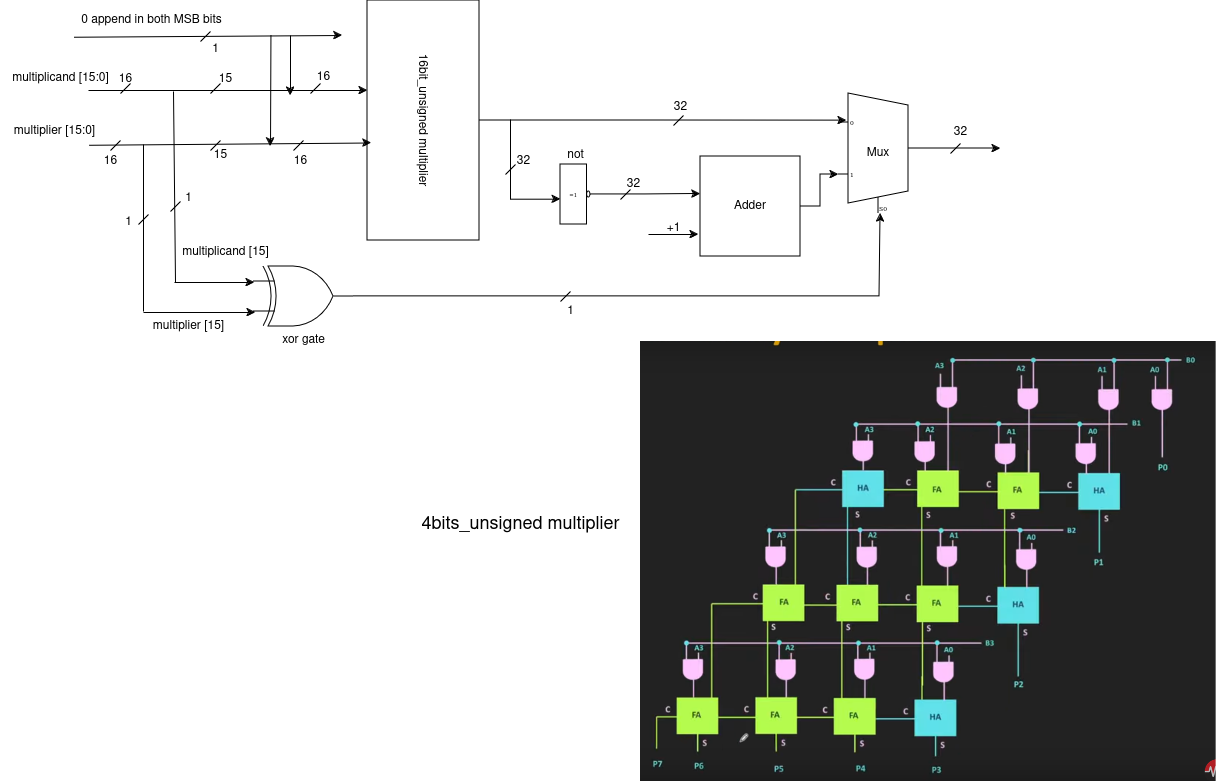 0 append in both MSB bits
1
multiplicand [15:0]
16
15
16
multiplier [15:0]
16
15
16
16bit_unsigned multiplier
32
32
not
=1
32
+1
Adder
0
Mux
1
S0
32
1
1
multiplicand [15]
multiplier [15]
xor gate
1
4bits_unsigned multiplier
B0
A3
A2
A1
A0
P0
B1
A3
A2
A1
A0
C
HA
C
FA
C
FA
C
HA
S
S
S
P1
B2
A3
A2
A1
A0
C
FA
C
FA
C
FA
C
HA
S
S
S
S
P2
B3
A3
A2
A1
A0
C
FA
C
FA
C
FA
C
HA
S
S
S
S
P7
P6
P5
P4
P3